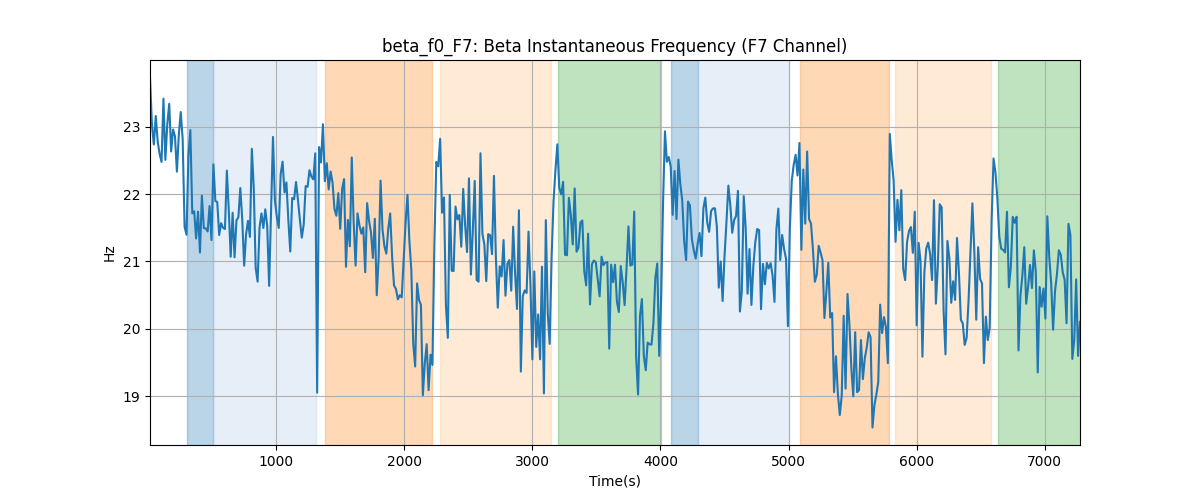 beta_f0_F7: Beta Instantaneous Frequency (F7 Channel)
23
22
21
20
19
Hz
1000 2000 3000 4000 5000 6000 7000
Time(s)